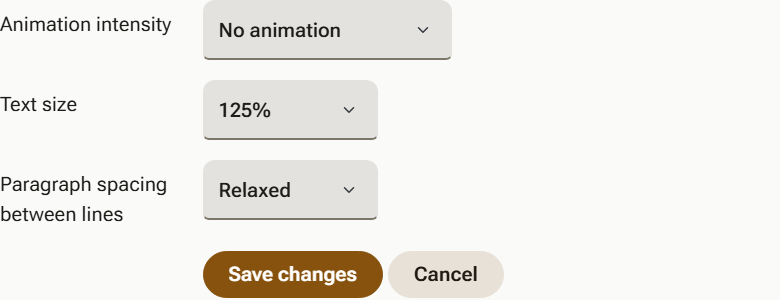 Animation intensity
No animation
Text size
125%
Paragraph spacing
between lines
Relaxed
Save changes
Cancel